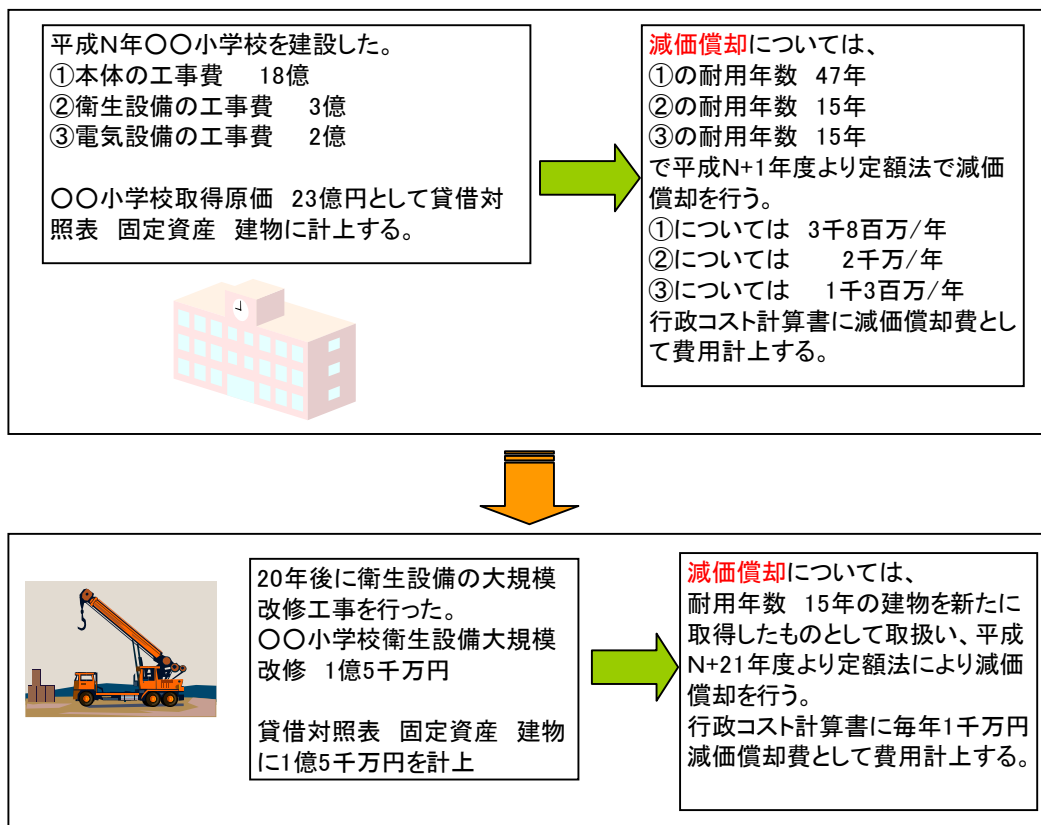 平成N年〇〇小学校を建設した。
①本体の工事費　　18億
②衛生設備の工事費　　3億
③電気設備の工事費　　2億
〇〇小学校取得原価　23億円として貸借対
照表　固定資産　建物に計上する。
減価償却については、
①の耐用年数　47年
②の耐用年数　15年
③の耐用年数　15年
で平成N+1年度より定額法で減価
償却を行う。
①については　3千8百万/年
②については　　　2千万/年
③については　　1千3百万/年
行政コスト計算書に減価償却費とし
て費用計上する。
20年後に衛生設備の大規模
改修工事を行った。
〇〇小学校衛生設備大規模
改修　1億5千万円
貸借対照表　固定資産　建物
に1億5千万円を計上
減価償却については、
耐用年数　15年の建物を新たに
取得したものとして取扱い、平成
N+21年度より定額法により減価
償却を行う。
行政コスト計算書に毎年1千万円
減価償却費として費用計上する。